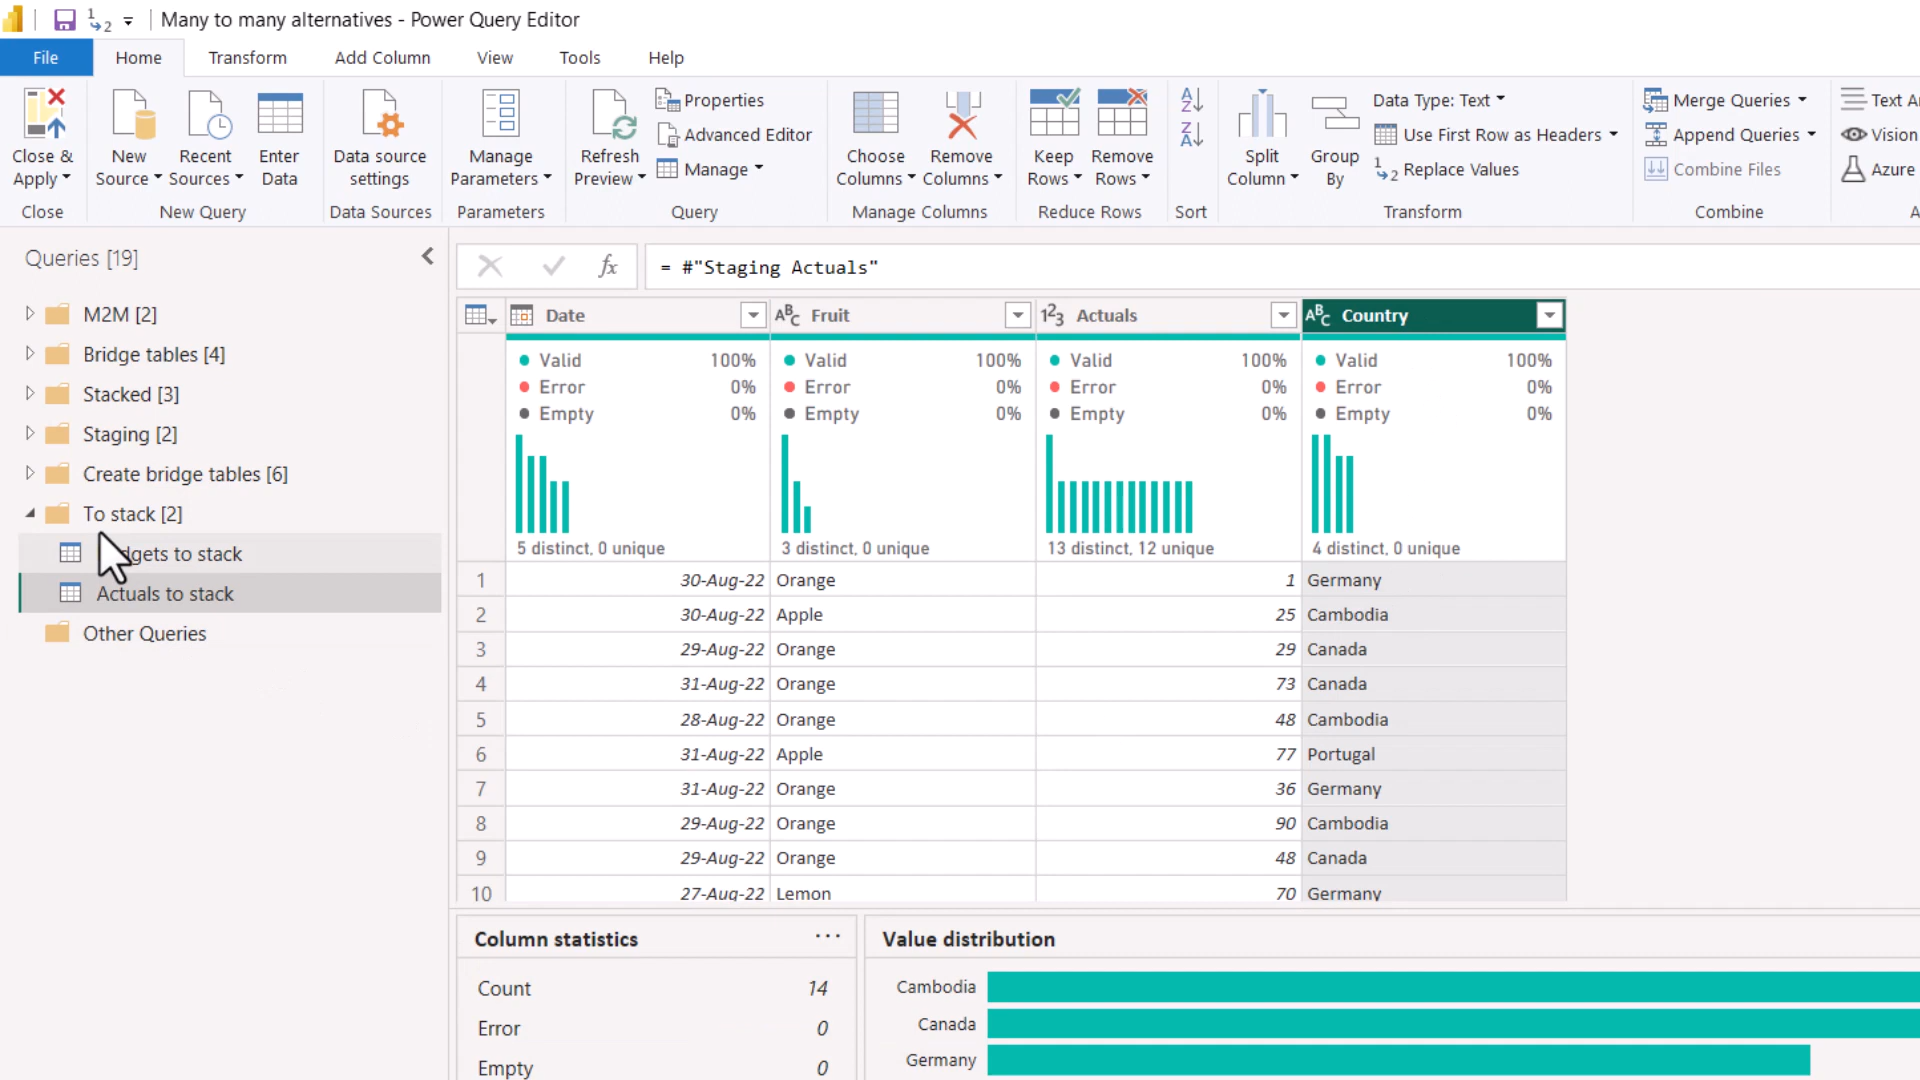 Many to many alternatives - Power Query Editor
File Home Transform Add Column View Tools Help
Close & Apply
New Source
Recent Sources
Enter Data
Data source settings
Manage Parameters
Refresh Preview
Properties
Advanced Editor
Manage
Choose Columns
Remove Columns
Keep Rows
Remove Rows
Split Column
Group By
Data Type: Text
Use First Row as Headers
Replace Values
Merge Queries
Append Queries
Combine Files
Text
Vision
Azure
Close
New Query
Data Sources
Parameters
Query
Manage Columns
Reduce Rows
Sort
Transform
Combine
Queries [19]
M2M [2]
Bridge tables [4]
Stacked [3]
Staging [2]
Create bridge tables [6]
To stack [2]
to stack
Actuals to stack
Other Queries
fx
= #"Staging Actuals"
Date ABC Fruit 123 Actuals ABC Country
Valid 100% Valid 100% Valid 100% Valid 100%
Error 0% Error 0% Error 0% Error 0%
Empty 0% Empty 0% Empty 0% Empty 0%
5 distinct, 0 unique 3 distinct, 0 unique 13 distinct, 12 unique 4 distinct, 0 unique
1 30-Aug-22 Orange 1 Germany
2 30-Aug-22 Apple 25 Cambodia
3 29-Aug-22 Orange 29 Canada
4 31-Aug-22 Orange 73 Canada
5 28-Aug-22 Orange 48 Cambodia
6 31-Aug-22 Apple 77 Portugal
7 31-Aug-22 Orange 36 Germany
8 29-Aug-22 Orange 90 Cambodia
9 29-Aug-22 Orange 48 Canada
10 27-Aug-22 Lemon 70 Germany
Column statistics ...
Count 14
Error 0
Empty 0
Value distribution
Cambodia
Canada
Germany